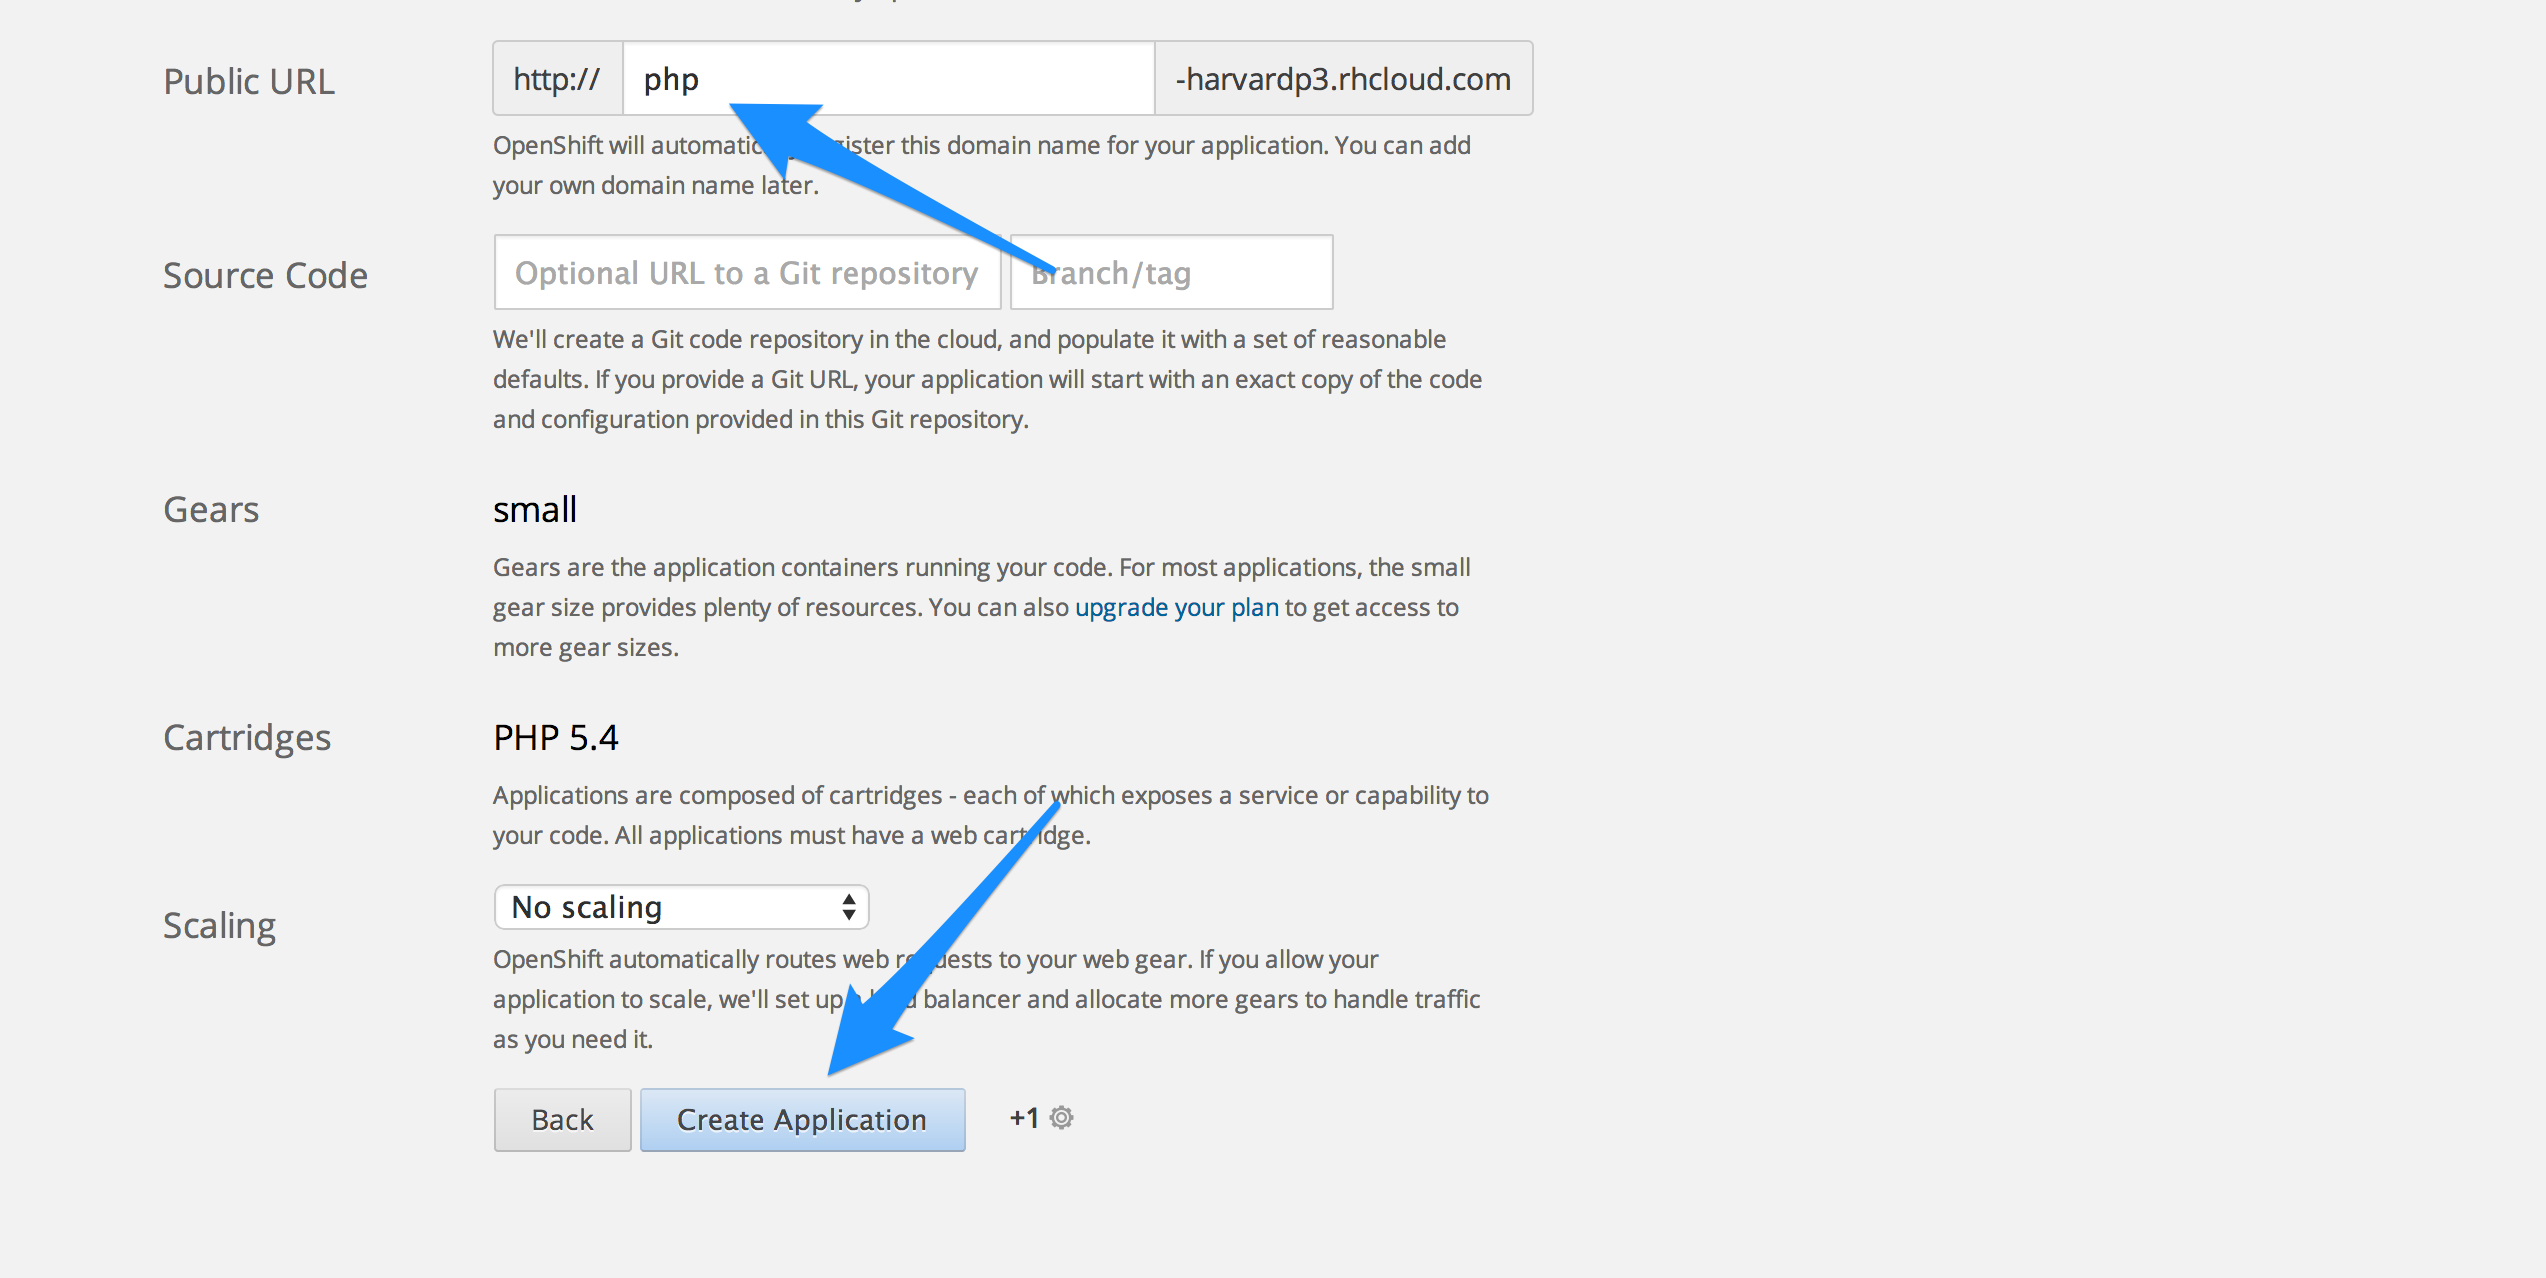 Public URL
http:// php -harvardp3.rhcloud.com
OpenShift will this domain name for your application. You can add
your own domain name later.
Source Code
Optional URL to a Git repository Branch/tag
We'll create a Git code repository in the cloud, and populate it with a set of reasonable
defaults. If you provide a Git URL, your application will start with an exact copy of the code
and configuration provided in this Git repository.
Gears
small
Gears are the application containers running your code. For most applications, the small
gear size provides plenty of resources. You can also upgrade your plan to get access to
more gear sizes.
Cartridges
PHP 5.4
Applications are composed of cartridges - each of which exposes a service or capability to
your code. All applications must have a web cartridge.
Scaling
No scaling
OpenShift automatically routes web requests to your web gear. If you allow your
application to scale, we'll set up balancer and allocate more gears to handle traffic
as you need it.
Back Create Application +1